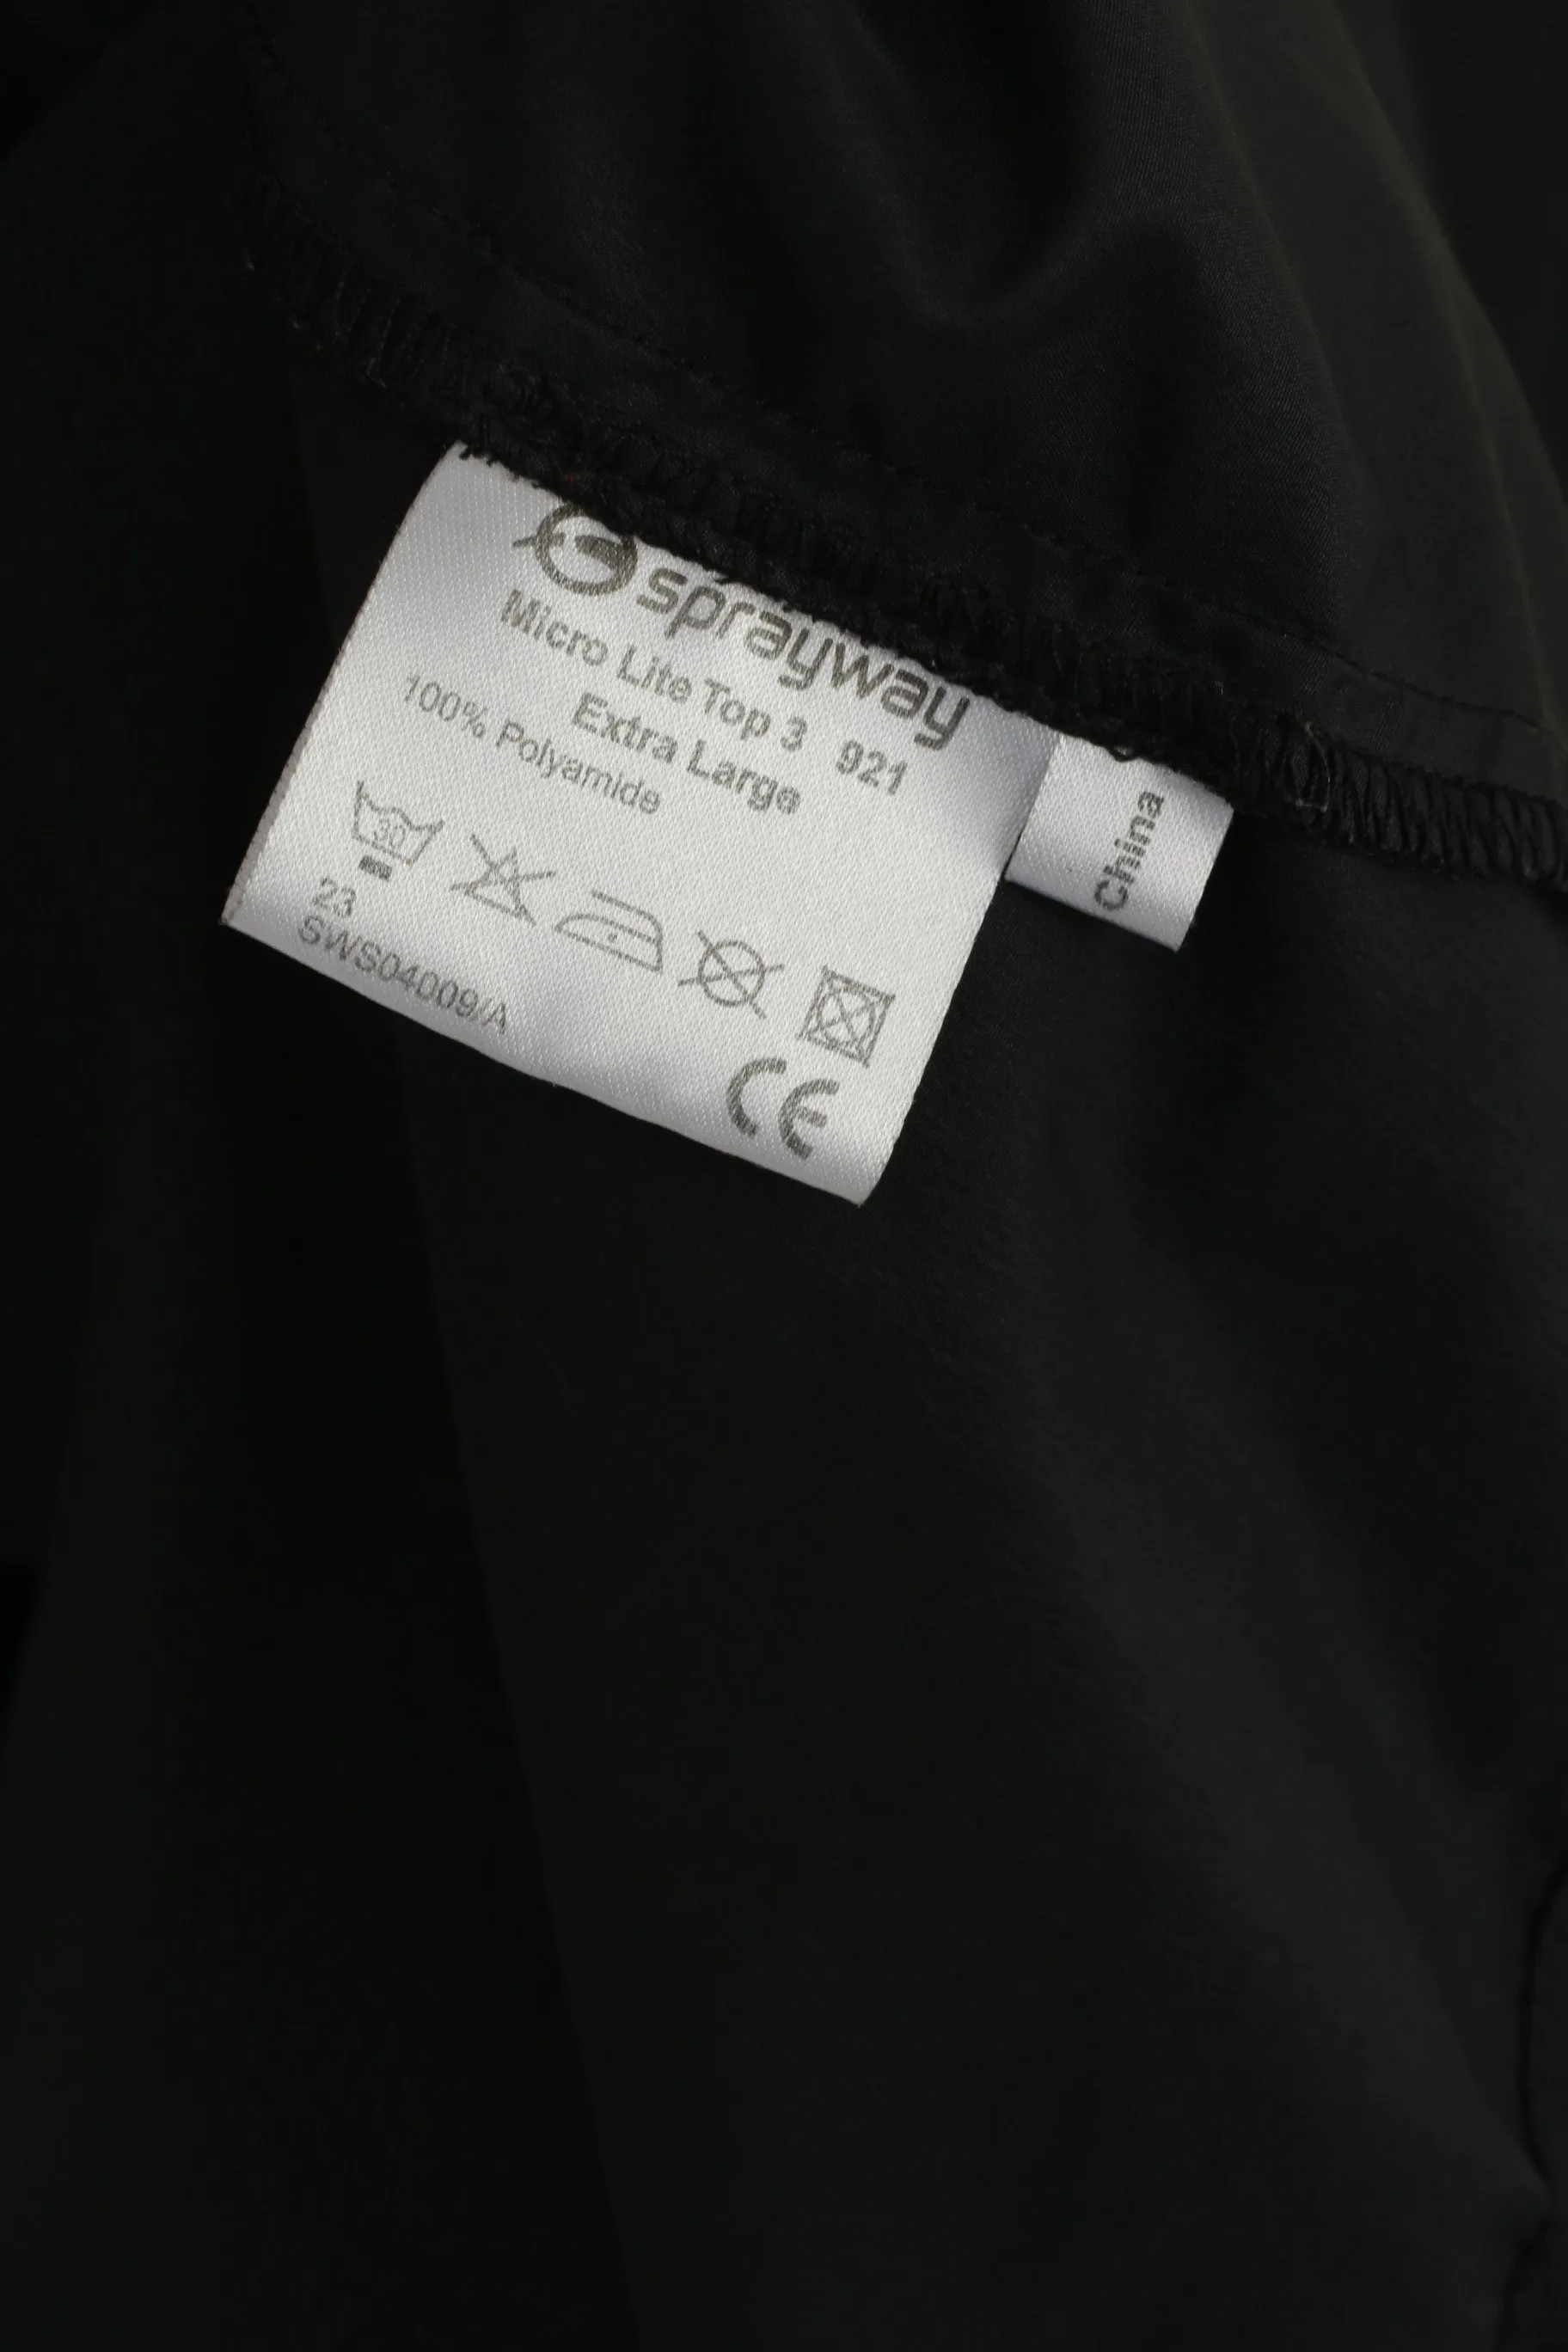 sprayway
Micro Lite Top 3 921
Extra Large
100% Polyamide
30
23
SWS04009/A
CE
China